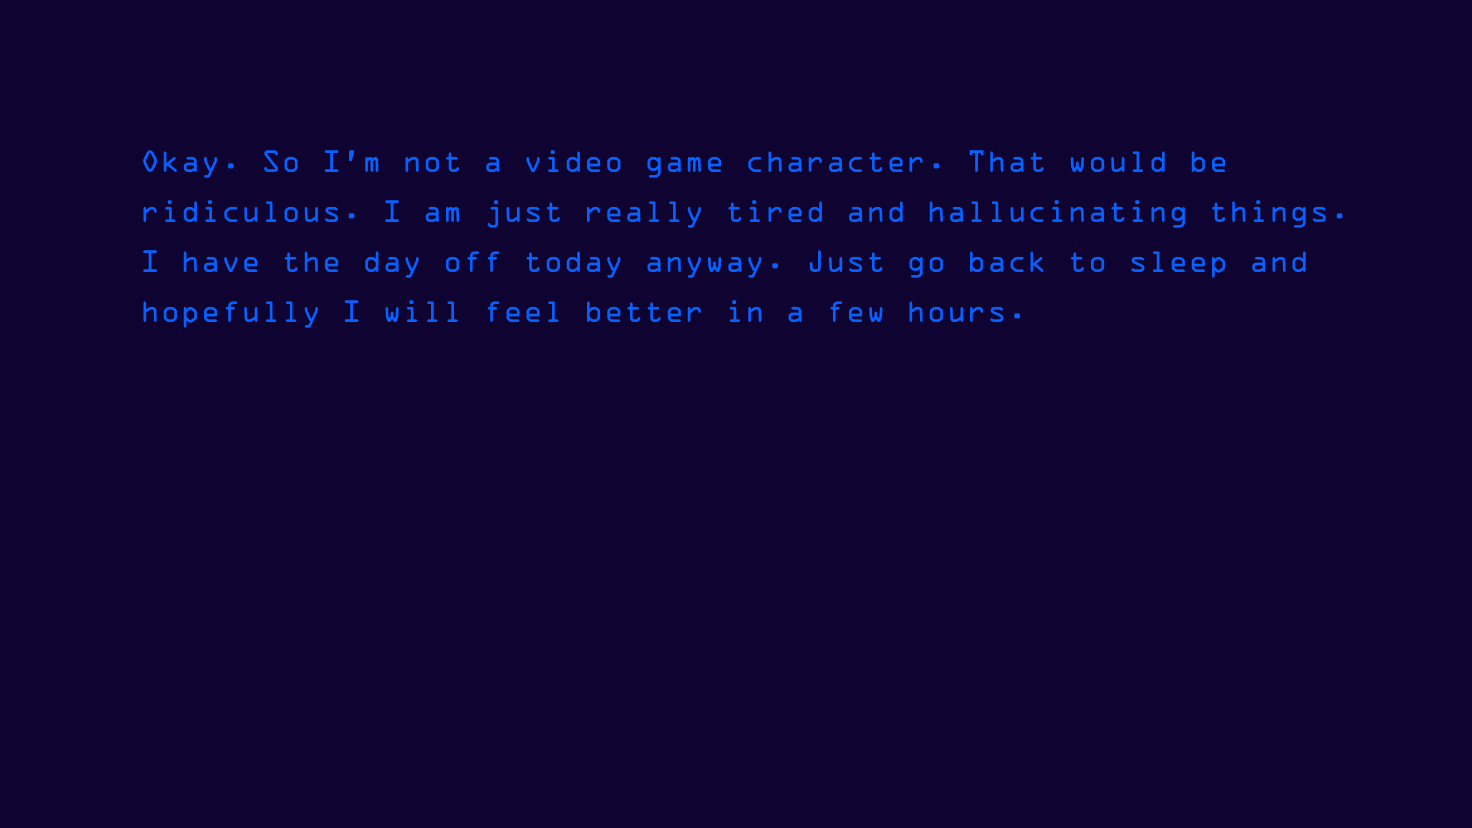 Okay. So I'm not a video game character. That would be
ridiculous. I am just really tired and hallucinating things.
I have the day off today anyway. Just go back to sleep and
hopefully I will feel better in a few hours.